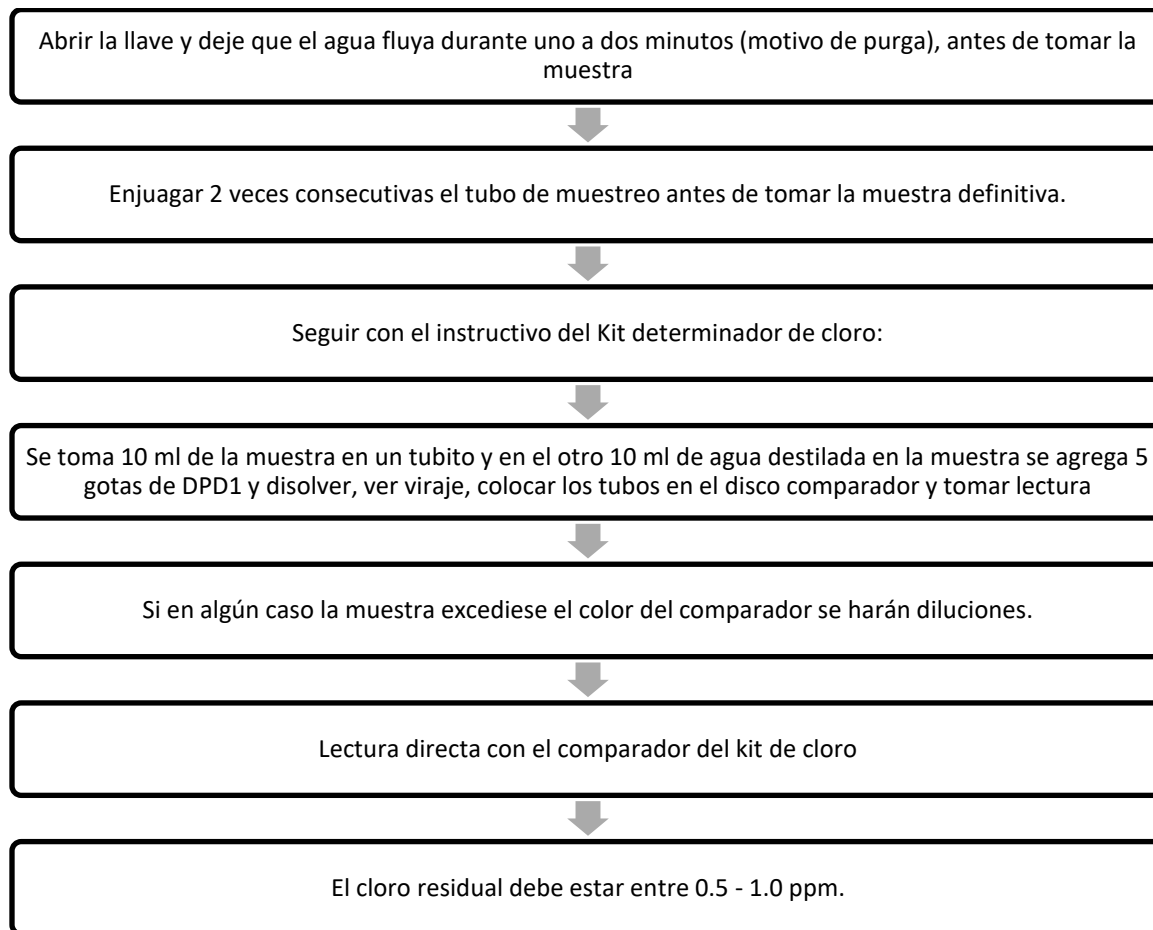 Abrir la llave y deje que el agua fluya durante uno a dos minutos (motivo de purga), antes de tomar la
muestra
Enjuagar 2 veces consecutivas el tubo de muestreo antes de tomar la muestra definitiva.
Seguir con el instructivo del Kit determinador de cloro:
Se toma 10 ml de la muestra en un tubito y en el otro 10 ml de agua destilada en la muestra se agrega 5
gotas de DPD1 y disolver, ver viraje, colocar los tubos en el disco comparador y tomar lectura
Si en algún caso la muestra excediese el color del comparador se harán diluciones.
Lectura directa con el comparador del kit de cloro
El cloro residual debe estar entre 0.5 - 1.0 ppm.